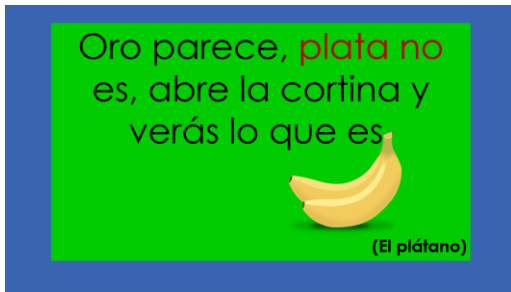 Oro parece, plata no
es, abre la cortina y
verás lo que es
(El plátano)